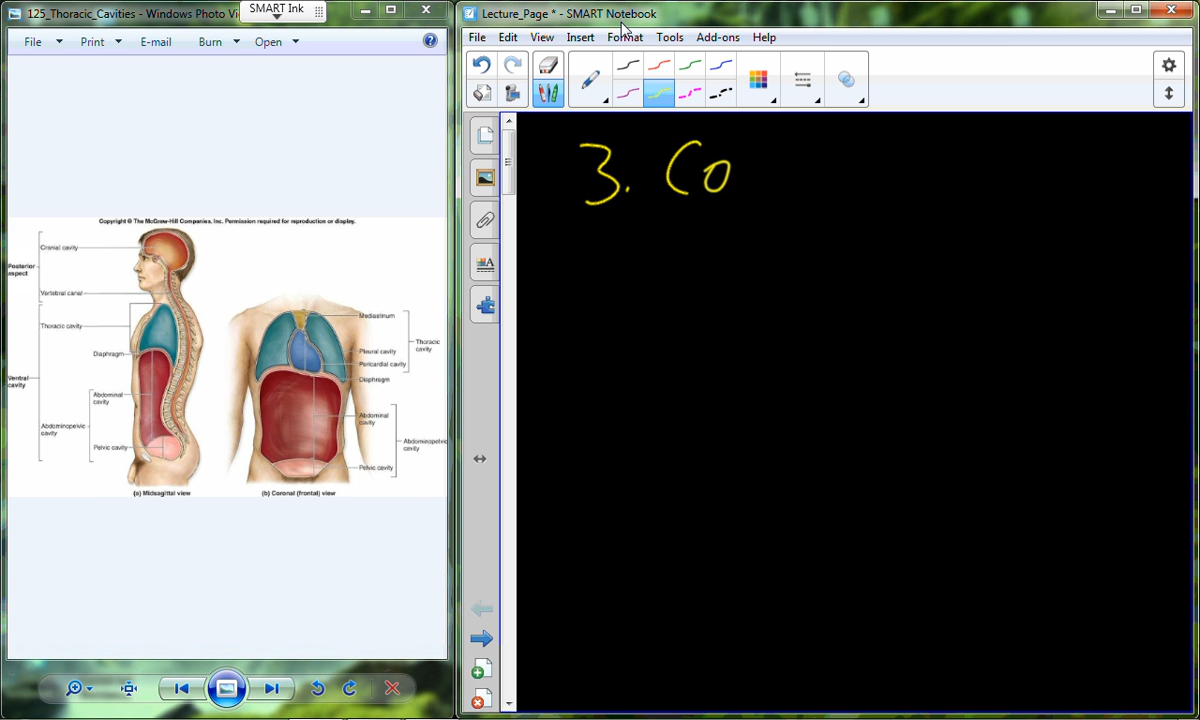 125_Thoracic_Cavities - Windows Photo Vi
SMART Ink
File Print E-mail Burn Open
Copyright © The McGraw-Hill Companies, Inc. Permission required for reproduction or display.
Cranial cavity
Posterior
aspect
Vertebral canal
Thoracic cavity
Diaphragm
Ventral
cavity
Abdominal
cavity
Abdominopelvic
cavity
Pelvic cavity
(a) Midsagittal view
Mediastinum
Thoracic
cavity
Pleural cavity
Pericardial cavity
Diaphragm
Abdominal
cavity
Abdominopelvic
cavity
Pelvic cavity
(b) Coronal (frontal) view
Lecture_Page * - SMART Notebook
File Edit View Insert Format Tools Add-ons Help
3. Co